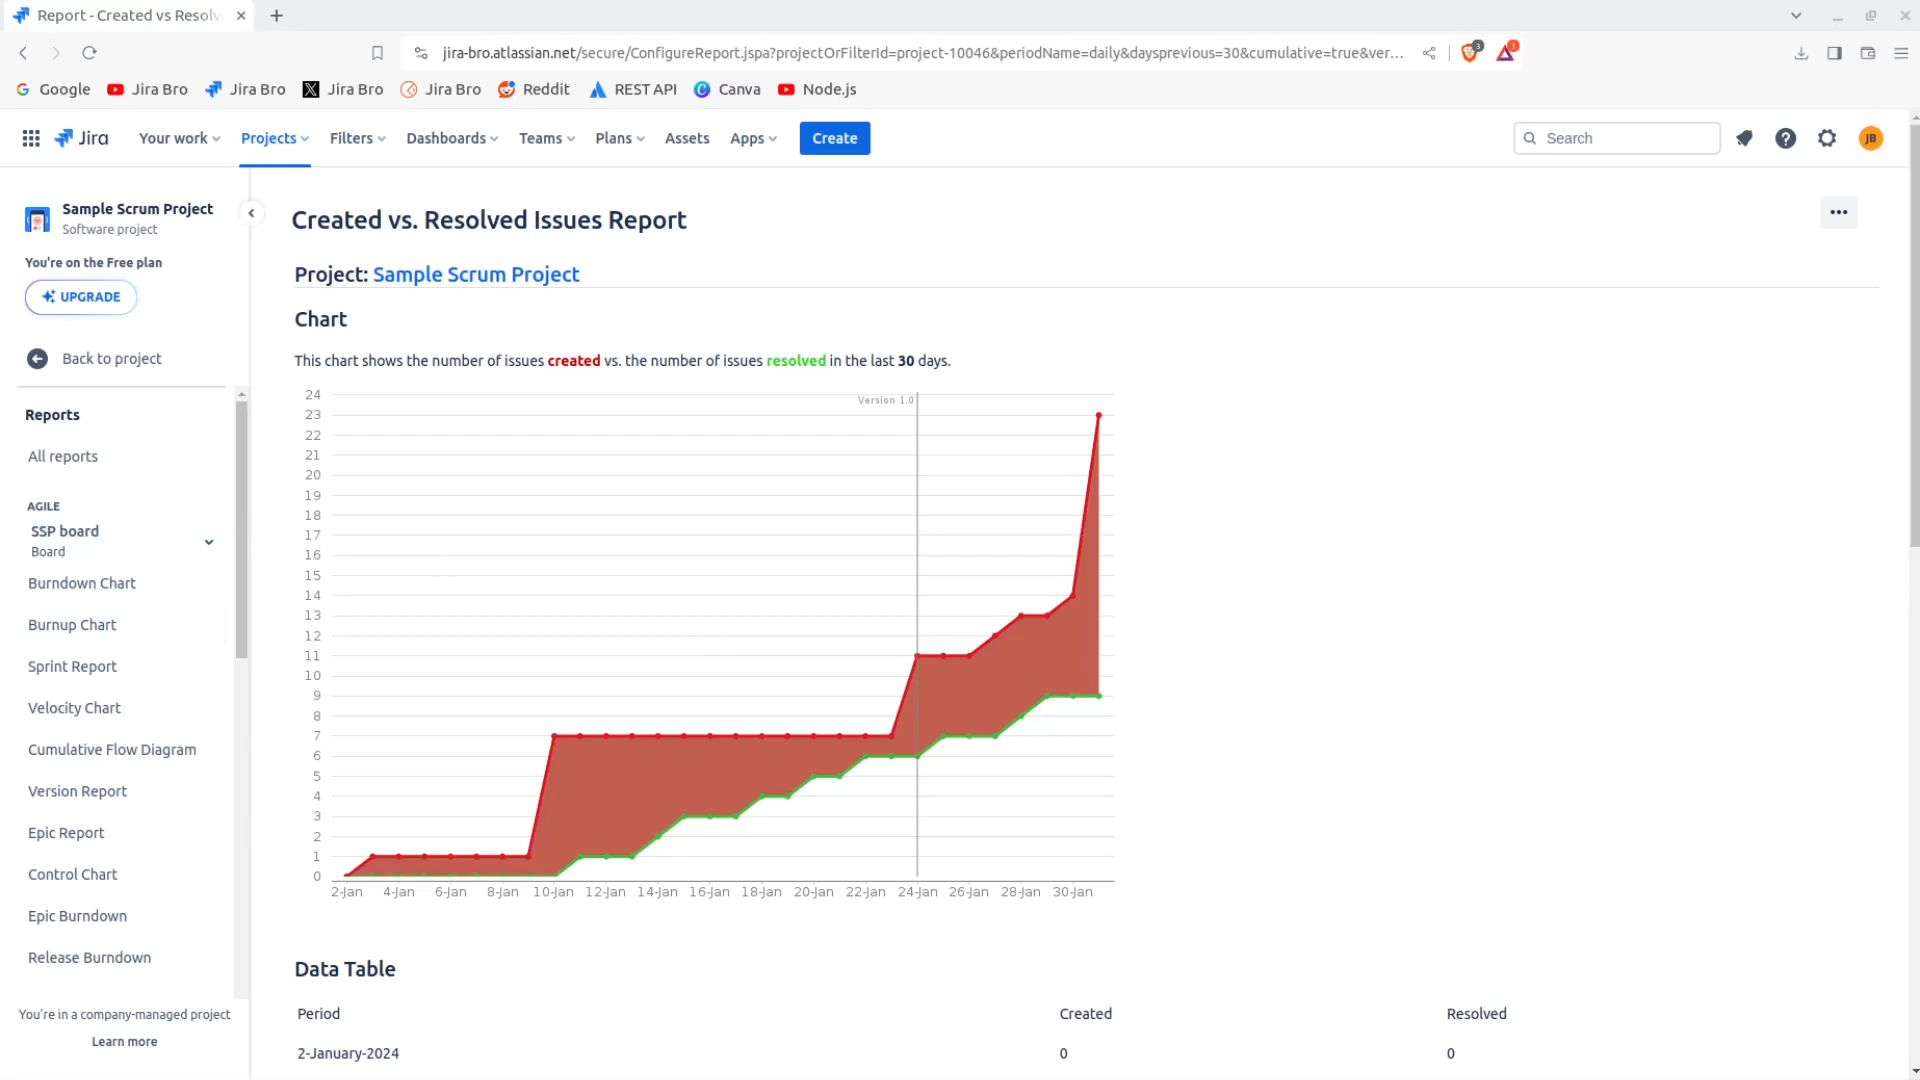 Report - Created vs Resolv
jira-bro.atlassian.net/secure/ConfigureReport.jspa?projectOrFilterId=project-10046&periodName=daily&daysprevious=30&cumulative=true&ver...
3
1
Google Jira Bro Jira Bro Jira Bro Jira Bro Reddit REST API Canva Node.js
Jira Your work Projects Filters Dashboards Teams Plans Assets Apps Create Search JB
Sample Scrum Project
Software project
You're on the Free plan
UPGRADE
Back to project
Reports
All reports
AGILE
SSP board
Board
Burndown Chart
Burnup Chart
Sprint Report
Velocity Chart
Cumulative Flow Diagram
Version Report
Epic Report
Control Chart
Epic Burndown
Release Burndown
You're in a company-managed project
Learn more
Created vs. Resolved Issues Report
Project: Sample Scrum Project
Chart
This chart shows the number of issues created vs. the number of issues resolved in the last 30 days.
Version 1.0
24
23
22
21
20
19
18
17
16
15
14
13
12
11
10
9
8
7
6
5
4
3
2
1
0
2-Jan 4-Jan 6-Jan 8-Jan 10-Jan 12-Jan 14-Jan 16-Jan 18-Jan 20-Jan 22-Jan 24-Jan 26-Jan 28-Jan 30-Jan
Data Table
Period Created Resolved
2-January-2024 0 0